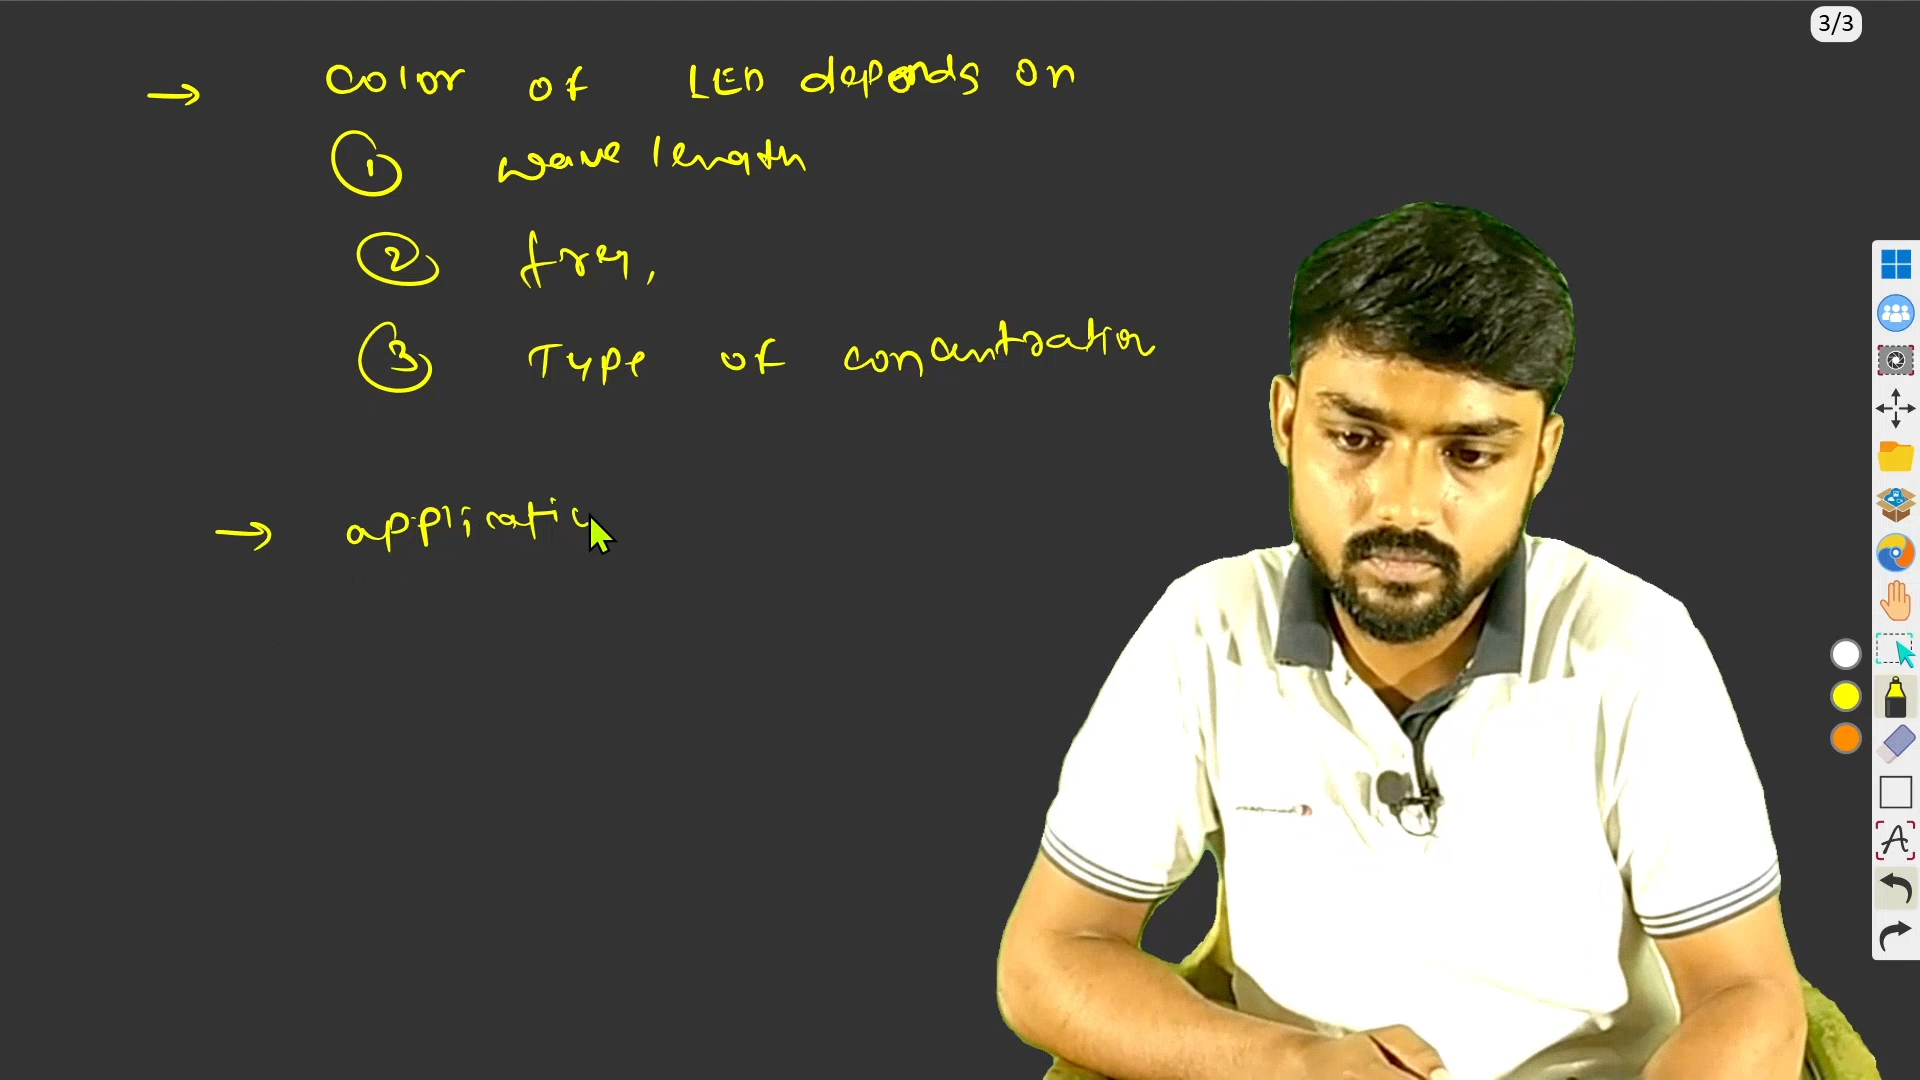 3/3
→ Color of LED depends on
① wave length
② freq,
③ Type of concentration
→ applicatio